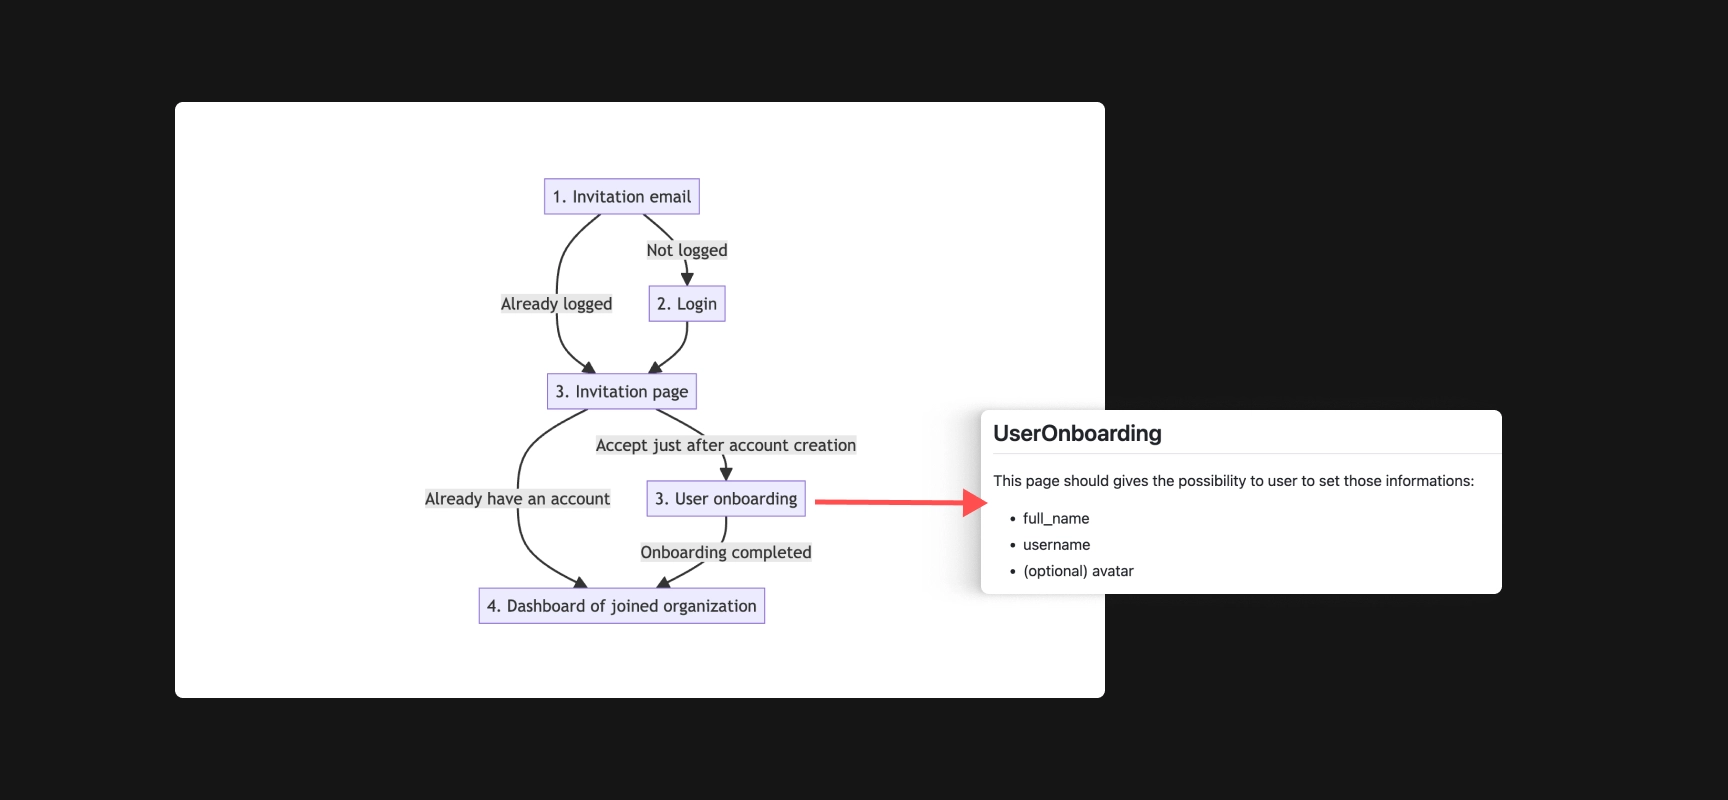 1. Invitation email
Not logged
Already logged
2. Login
3. Invitation page
Accept just after account creation
Already have an account
3. User onboarding
Onboarding completed
4. Dashboard of joined organization
UserOnboarding
This page should gives the possibility to user to set those informations:
• full_name
• username
• (optional) avatar